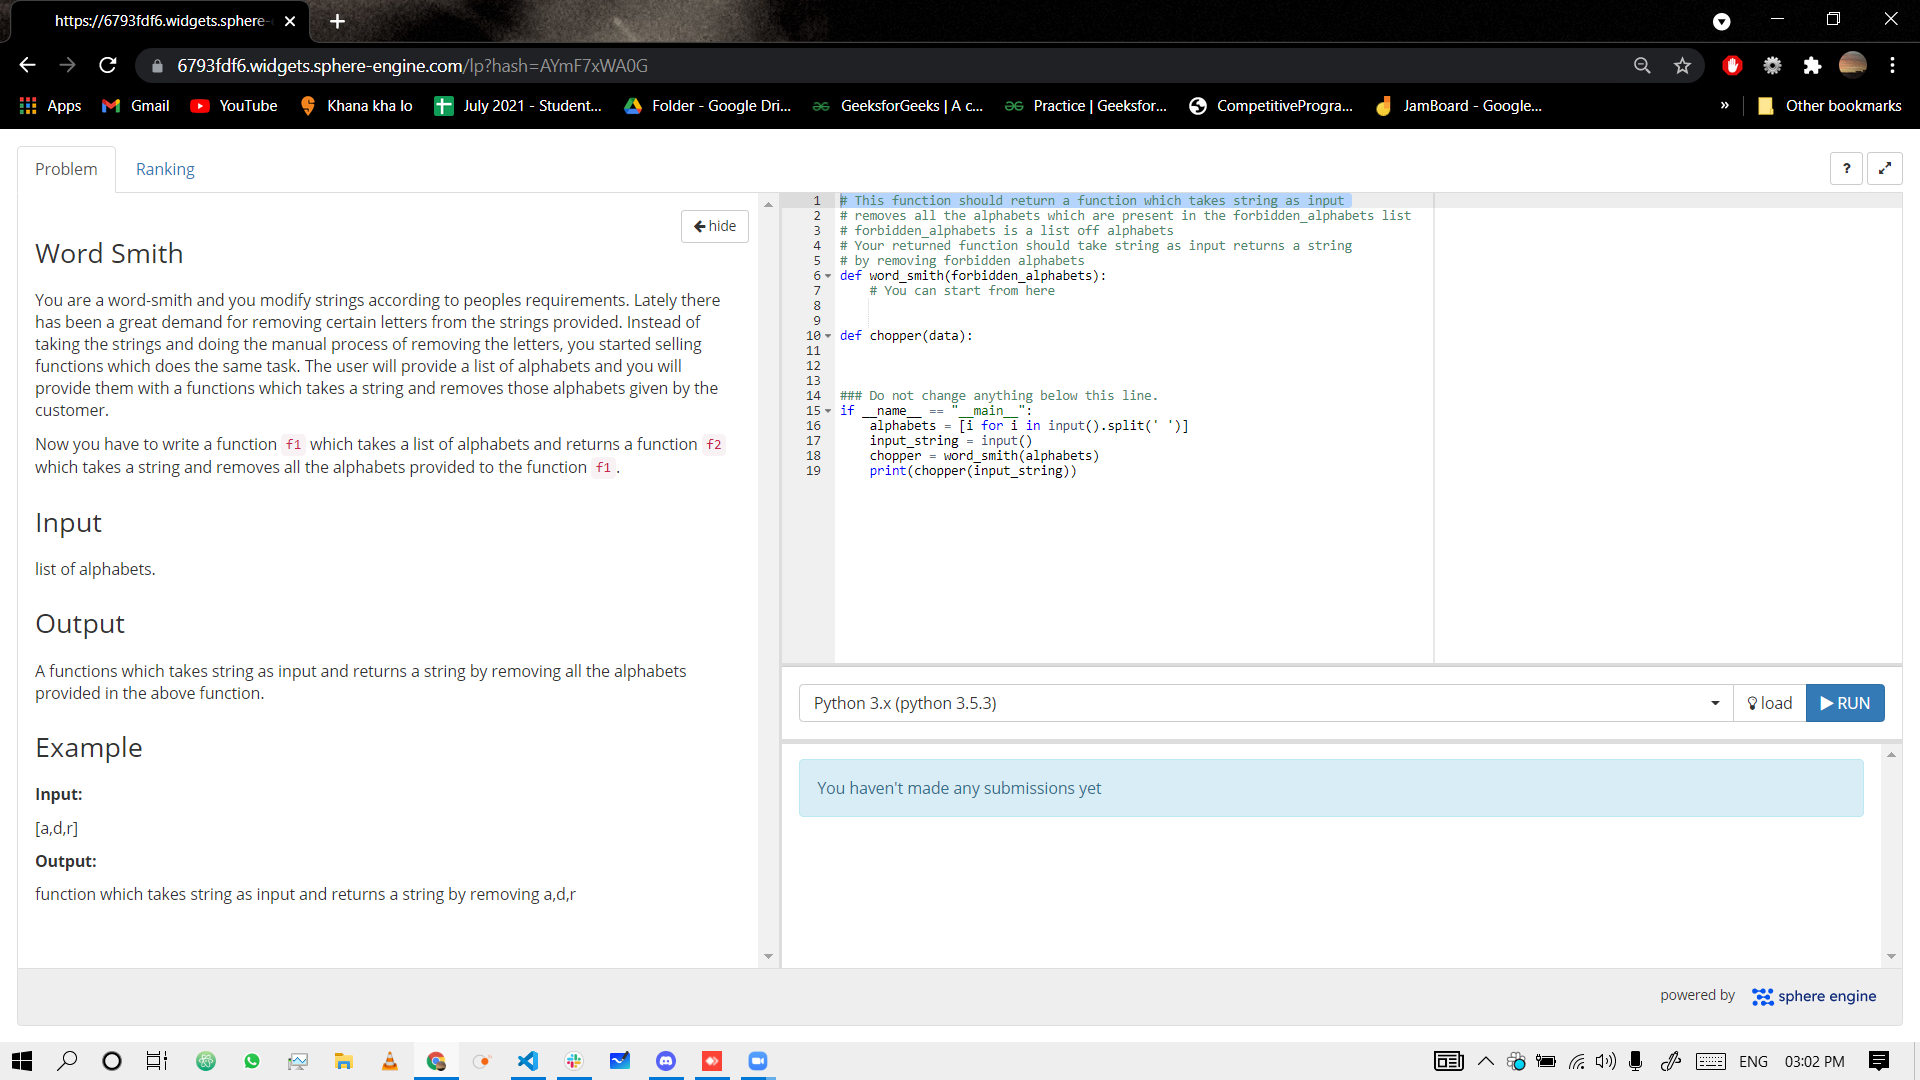 https://6793fdf6.widgets.sphere-
6793fdf6.widgets.sphere-engine.com/lp?hash=AYmF7xWA0G
Apps Gmail YouTube Khana kha lo July 2021 - Student... Folder - Google Dri... GeeksforGeeks | A c... Practice | Geeksfor... CompetitiveProgra... JamBoard - Google... » Other bookmarks
Problem Ranking
?
hide
Word Smith
You are a word-smith and you modify strings according to peoples requirements. Lately there
has been a great demand for removing certain letters from the strings provided. Instead of
taking the strings and doing the manual process of removing the letters, you started selling
functions which does the same task. The user will provide a list of alphabets and you will
provide them with a functions which takes a string and removes those alphabets given by the
customer.
Now you have to write a function f1 which takes a list of alphabets and returns a function f2
which takes a string and removes all the alphabets provided to the function f1 .
Input
list of alphabets.
Output
A functions which takes string as input and returns a string by removing all the alphabets
provided in the above function.
Example
Input:
[a,d,r]
Output:
function which takes string as input and returns a string by removing a,d,r
1 # This function should return a function which takes string as input
2 # removes all the alphabets which are present in the forbidden_alphabets list
3 # forbidden_alphabets is a list off alphabets
4 # Your returned function should take string as input returns a string
5 # by removing forbidden alphabets
6 def word_smith(forbidden_alphabets):
7 # You can start from here
8
9
10 def chopper(data):
11
12
13
14 ### Do not change anything below this line.
15 if __name__ == "__main__":
16 alphabets = [i for i in input().split(' ')]
17 input_string = input()
18 chopper = word_smith(alphabets)
19 print(chopper(input_string))
Python 3.x (python 3.5.3) load RUN
You haven't made any submissions yet
powered by sphere engine
ENG 03:02 PM